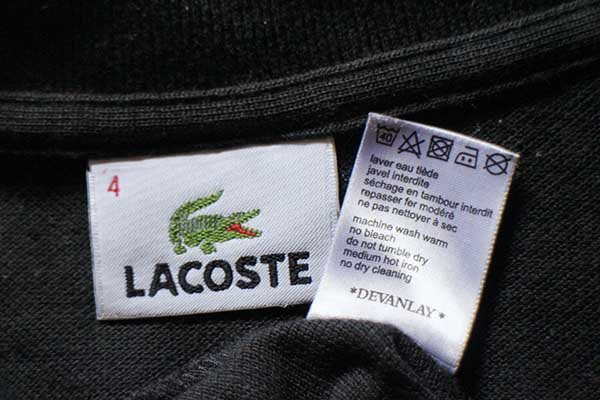 4
LACOSTE
40
laver eau tiède
javel interdite
séchage en tambour interdit
repasser fer modéré
ne pas nettoyer à sec
machine wash warm
no bleach
do not tumble dry
medium hot iron
no dry cleaning
*DEVANLAY*